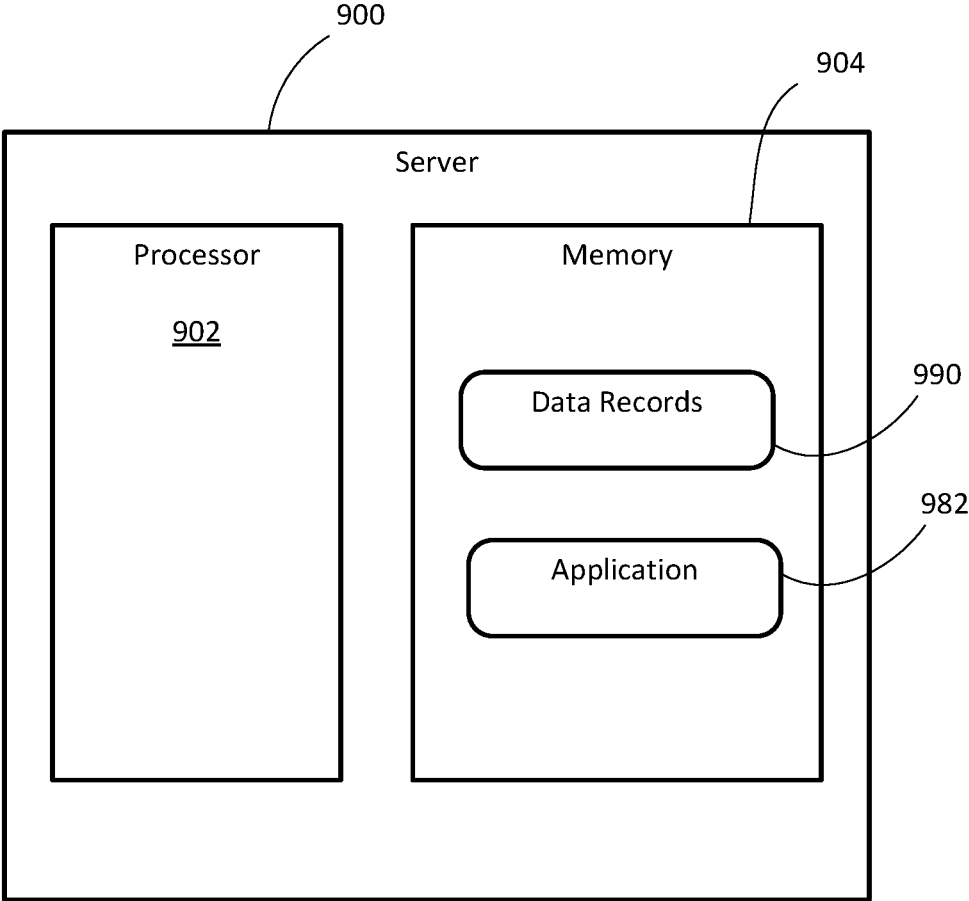 900
904
Server
Processor
Memory
902
990
Data Records
982
Application